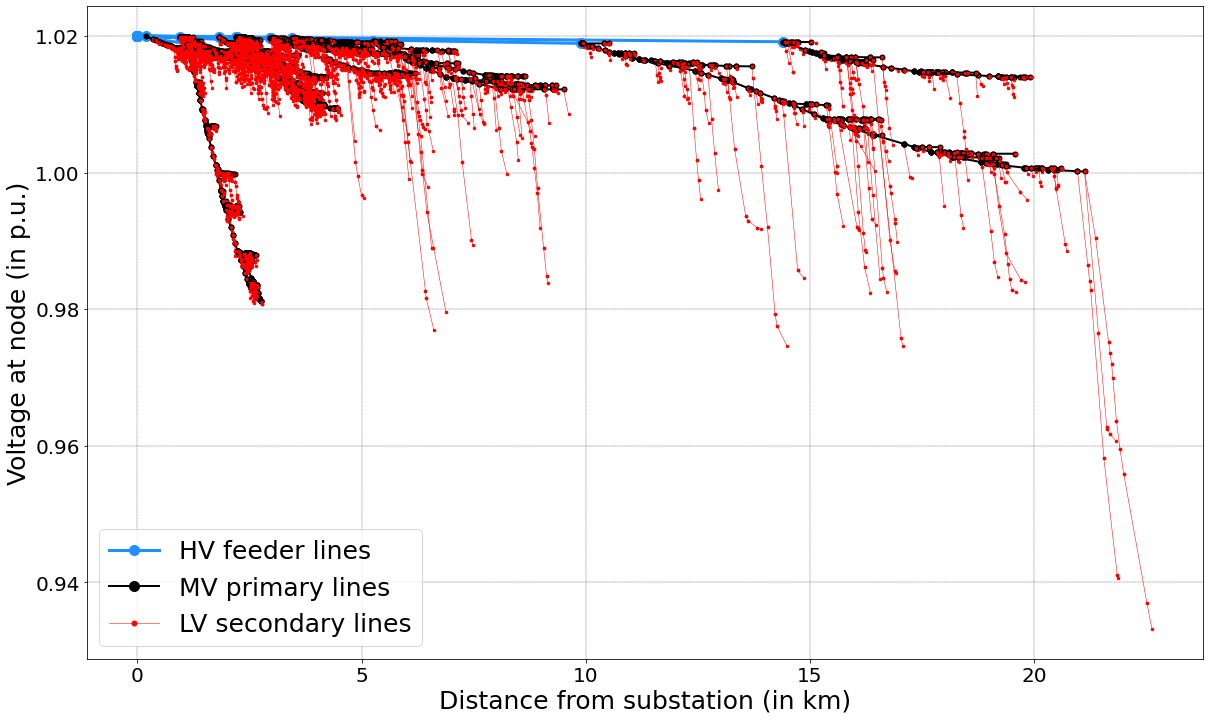 Voltage at node (in p.u.)
1.02
1.00
0.98
0.96
0.94
HV feeder lines
MV primary lines
LV secondary lines
0 5 10 15 20
Distance from substation (in km)